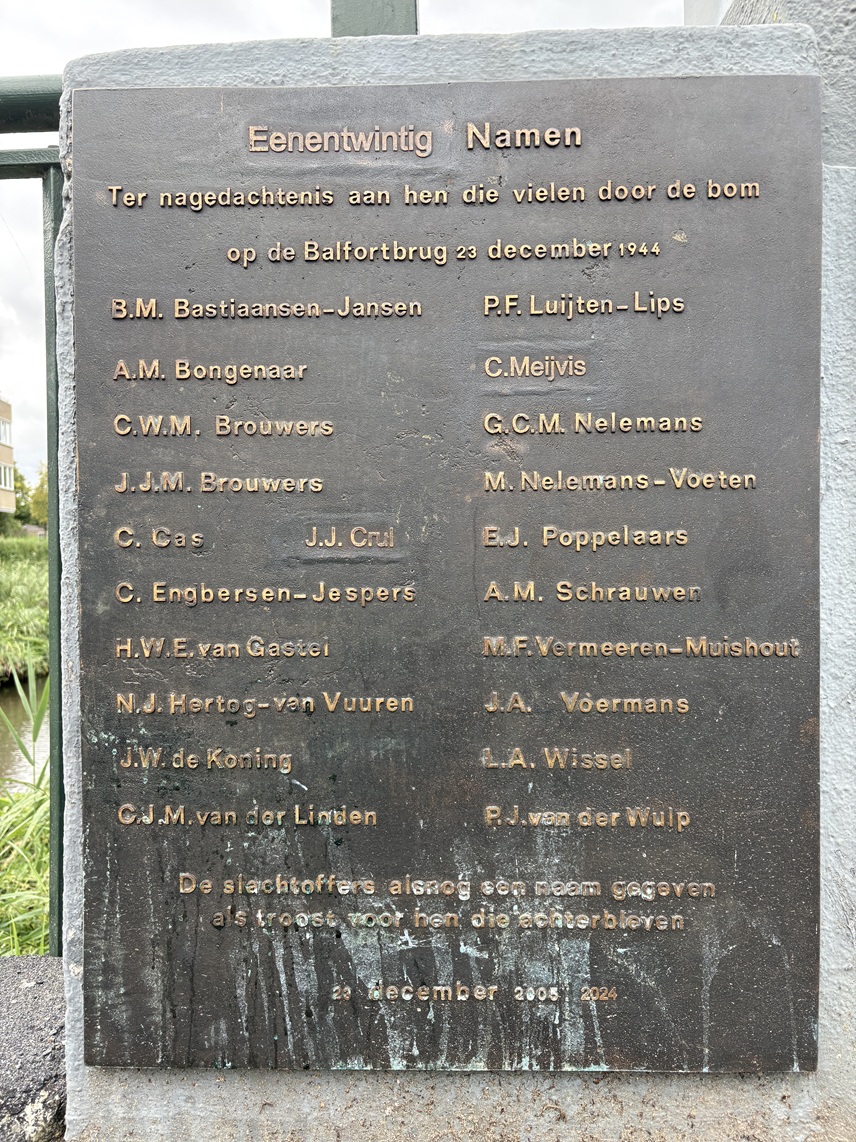 Eenentwintig Namen
Ter nagedachtenis aan hen die vielen door de bom
op de Balfortbrug 23 december 1944
B.M. Bastiaansen-Jansen
A.M. Bongenaar
C.W.M. Brouwers
J.J.M. Brouwers
C. Cas J.J. Crul
C. Engbersen-Jespers
H.W.E. van Gastel
N.J. Hertog-van Vuuren
J.W. de Koning
C.J.M. van der Linden
P.F. Luijten-Lips
C.Meijvis
G.C.M. Nelemans
M. Nelemans-Voeten
E.J. Poppelaars
A.M. Schrauwen
M.F. Vermeeren-Muishout
J.A. Voermans
L.A. Wissel
P.J. van der Wulp
De slachtoffers alsnog een naam gegeven
als troost voor hen die achterbleven
23 december 2005 2024